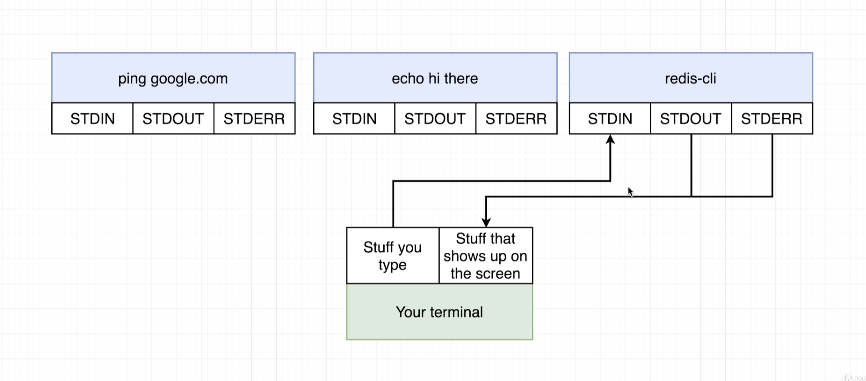 ping google.com
echo hi there
redis-cli
STDIN
STDOUT
STDERR
STDIN
STDOUT
STDERR
STDIN
STDOUT
STDERR
Stuff you
type
Stuff that
shows up on
the screen
Your terminal